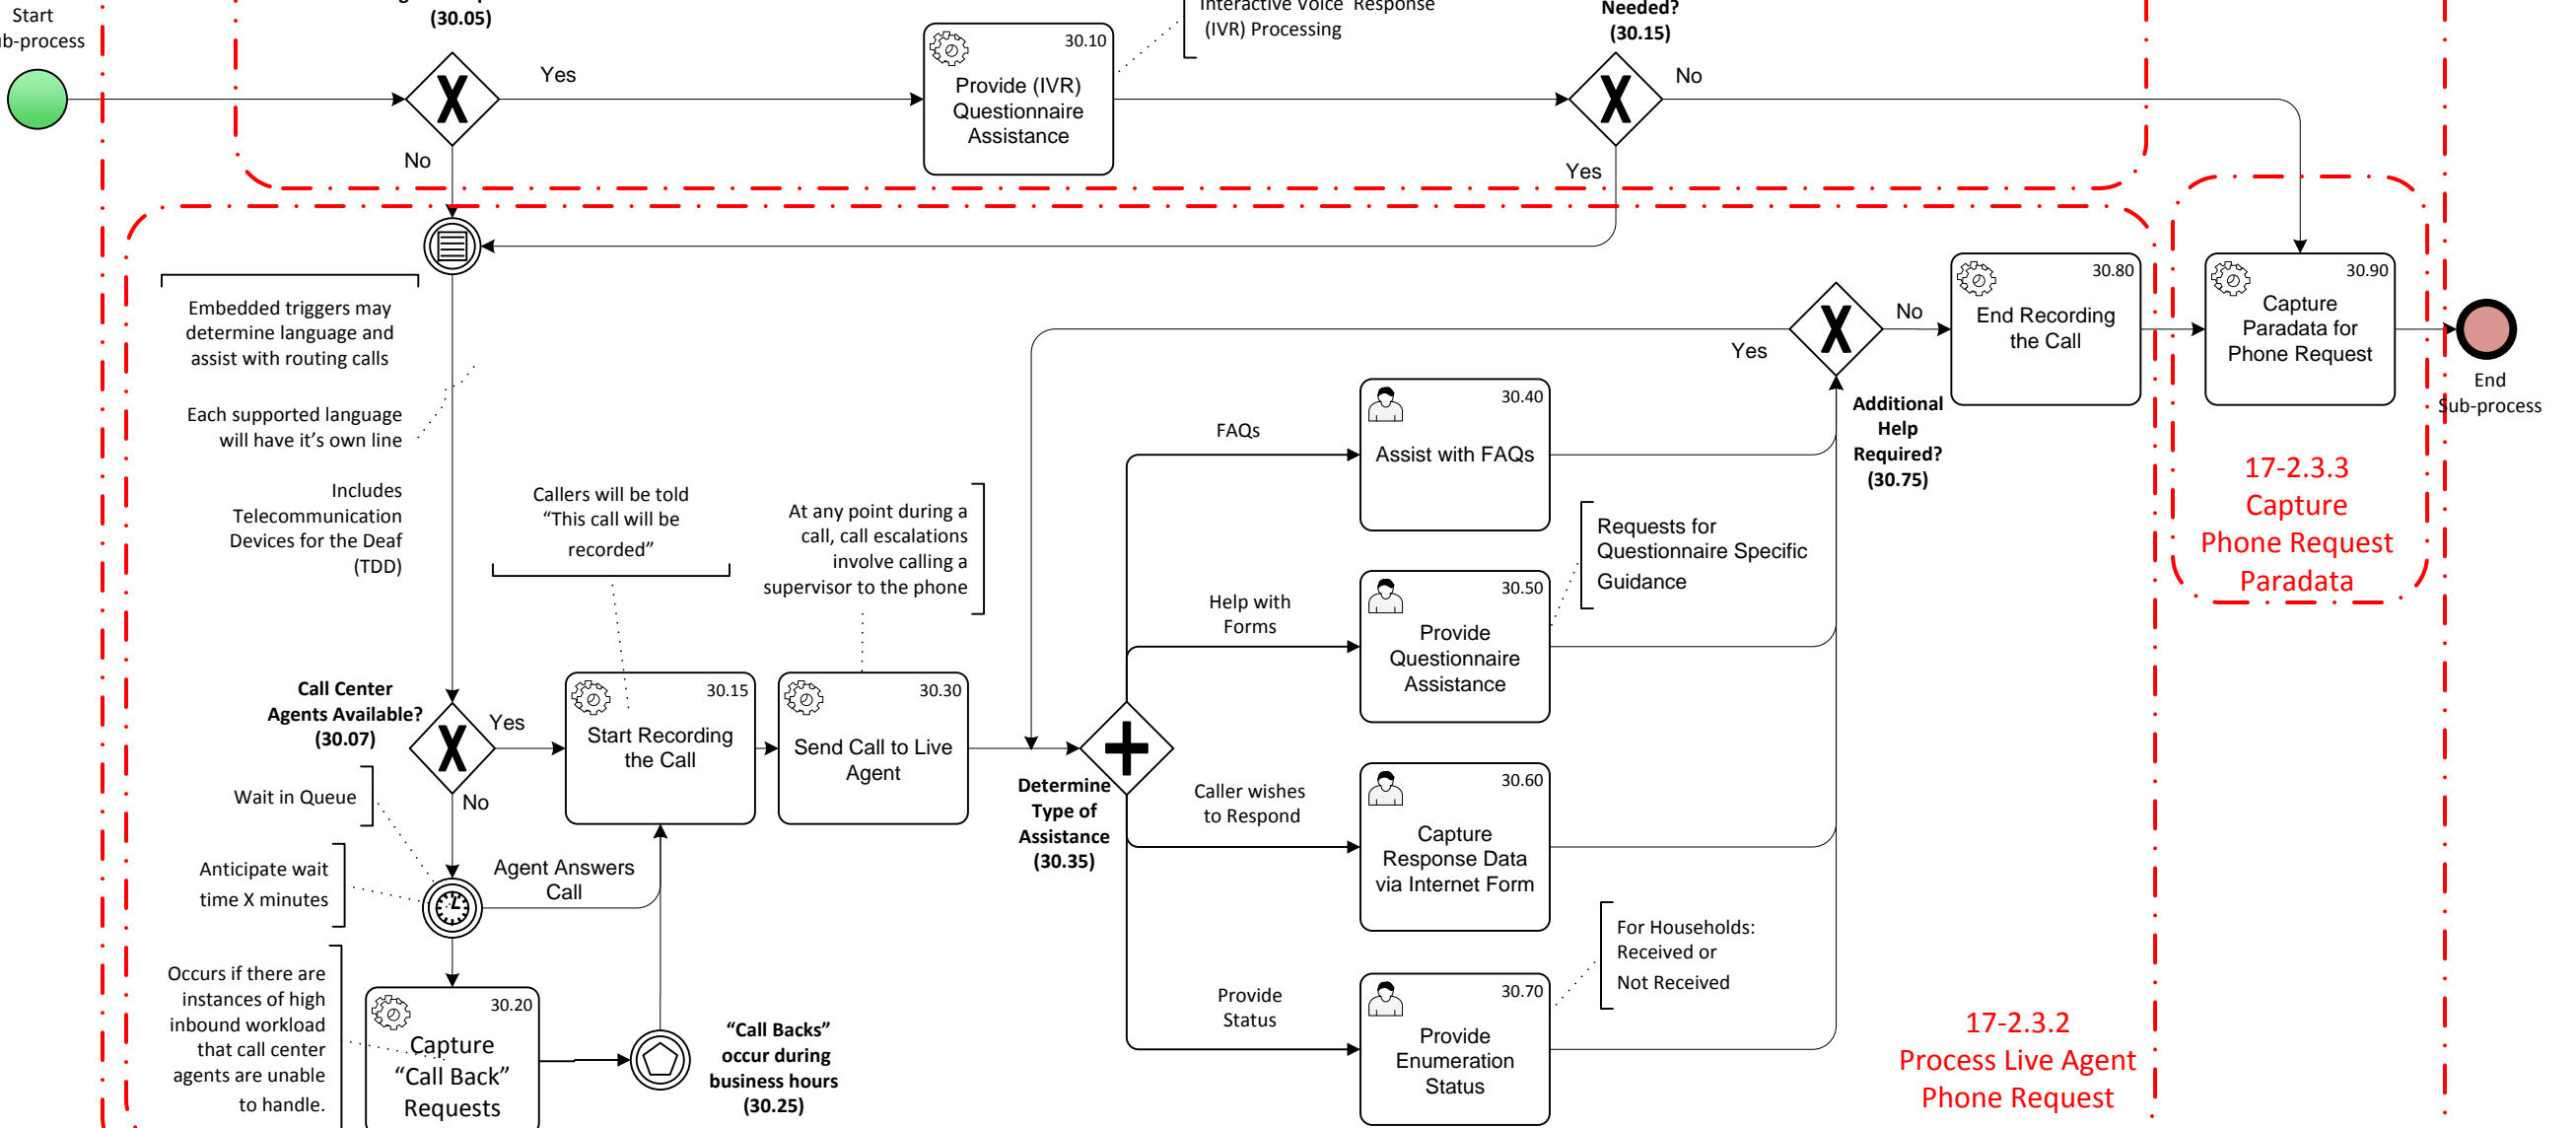 Start
b-process
(30.05)
Yes
No
30.10
Provide (IVR)
Questionnaire
Assistance
Interactive Voice  Response
(IVR) Processing
Needed?
(30.15)
No
Yes
Embedded triggers may
determine language and
assist with routing calls
Each supported language
will have it’s own line
Includes
Telecommunication
Devices for the Deaf
(TDD)
Call Center
Agents Available?
(30.07)
Yes
No
Wait in Queue
Anticipate wait
time X minutes
Agent Answers
Call
Occurs if there are
instances of high
inbound workload
that call center
agents are unable
to handle.
30.20
Capture
“Call Back”
Requests
“Call Backs”
occur during
business hours
(30.25)
Callers will be told
“This call will be
recorded”
30.15
Start Recording
the Call
At any point during a
call, call escalations
involve calling a
supervisor to the phone
30.30
Send Call to Live
Agent
Determine
Type of
Assistance
(30.35)
FAQs
30.40
Assist with FAQs
Help with
Forms
30.50
Provide
Questionnaire
Assistance
Requests for
Questionnaire Specific
Guidance
Caller wishes
to Respond
30.60
Capture
Response Data
via Internet Form
Provide
Status
30.70
Provide
Enumeration
Status
For Households:
Received or
Not Received
Additional
Help
Required?
(30.75)
Yes
No
30.80
End Recording
the Call
30.90
Capture
Paradata for
Phone Request
End
Sub-process
17-2.3.3
Capture
Phone Request
Paradata
17-2.3.2
Process Live Agent
Phone Request